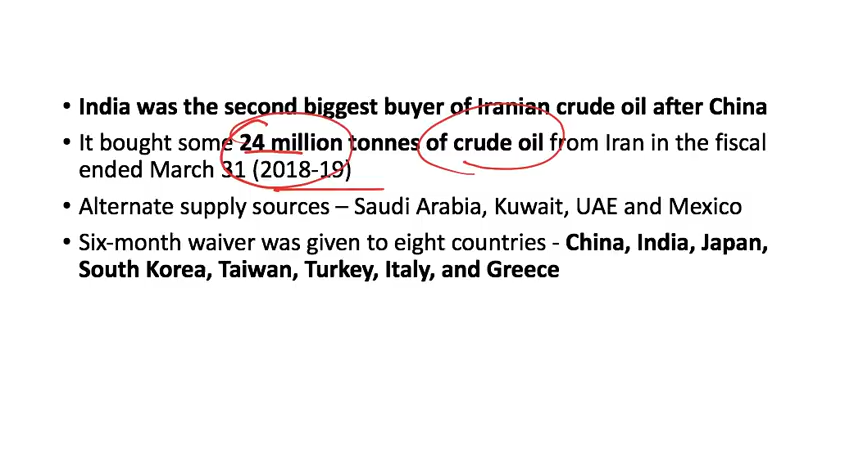 • India was the second biggest buyer of Iranian crude oil after China
• It bought some 24 million tonnes of crude oil from Iran in the fiscal
ended March 31 (2018-19)
• Alternate supply sources – Saudi Arabia, Kuwait, UAE and Mexico
• Six-month waiver was given to eight countries - China, India, Japan,
South Korea, Taiwan, Turkey, Italy, and Greece